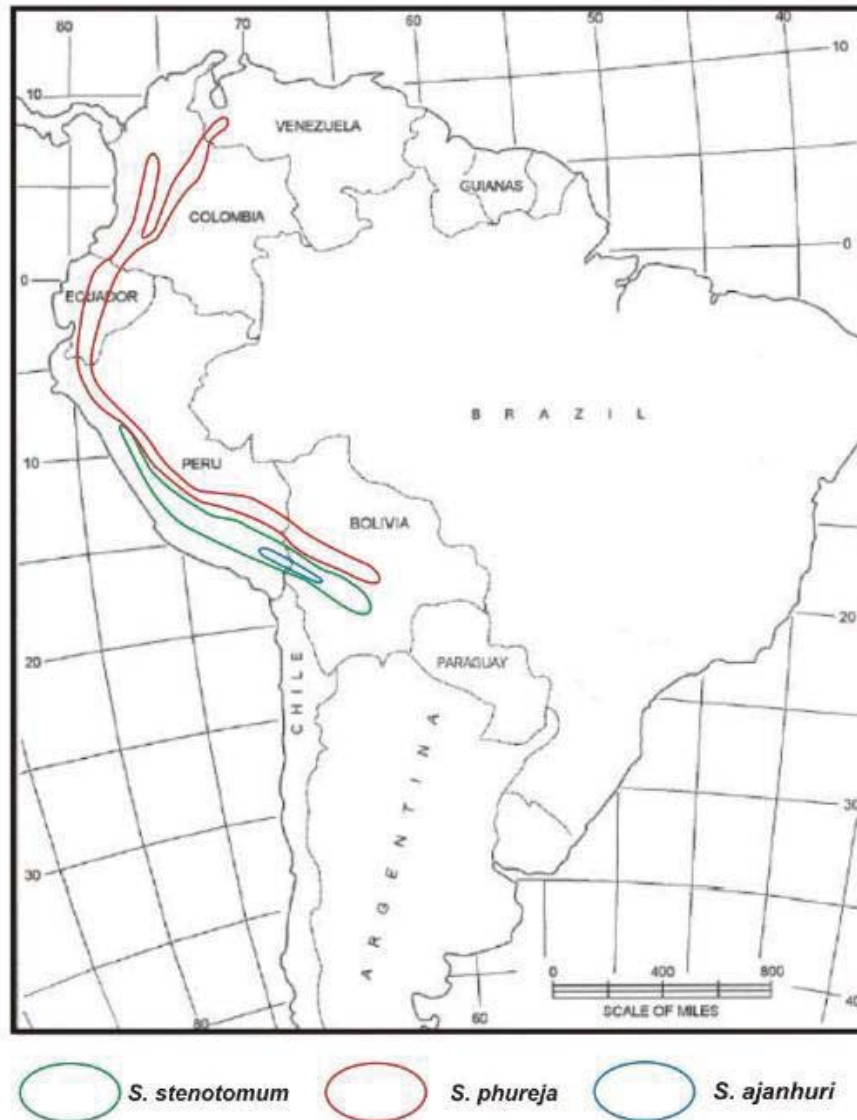 80 70 60 50 40
10
10
VENEZUELA
GUIANAS
COLOMBIA
0
0
ECUADOR
B R A Z I L
10
PERU
10
BOLIVIA
20
20
PARAGUAY
CHILE
ARGENTINA
30
30
0 400 800
SCALE OF MILES
40
80
60
S. stenotomum S. phureja S. ajanhuri